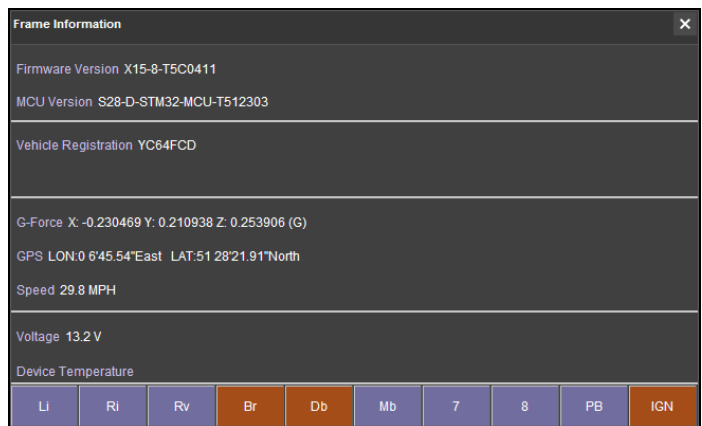 Frame Information
Firmware Version X15-8-T5C0411
MCU Version S28-D-STM32-MCU-T512303
Vehicle Registration YC64FCD
G-Force X: -0.230469 Y: 0.210938 Z: 0.253906 (G)
GPS LON:0 6'45.54"East LAT:51 28'21.91"North
Speed 29.8 MPH
Voltage 13.2 V
Device Temperature
Li Ri Rv Br Db Mb 7 8 PB IGN